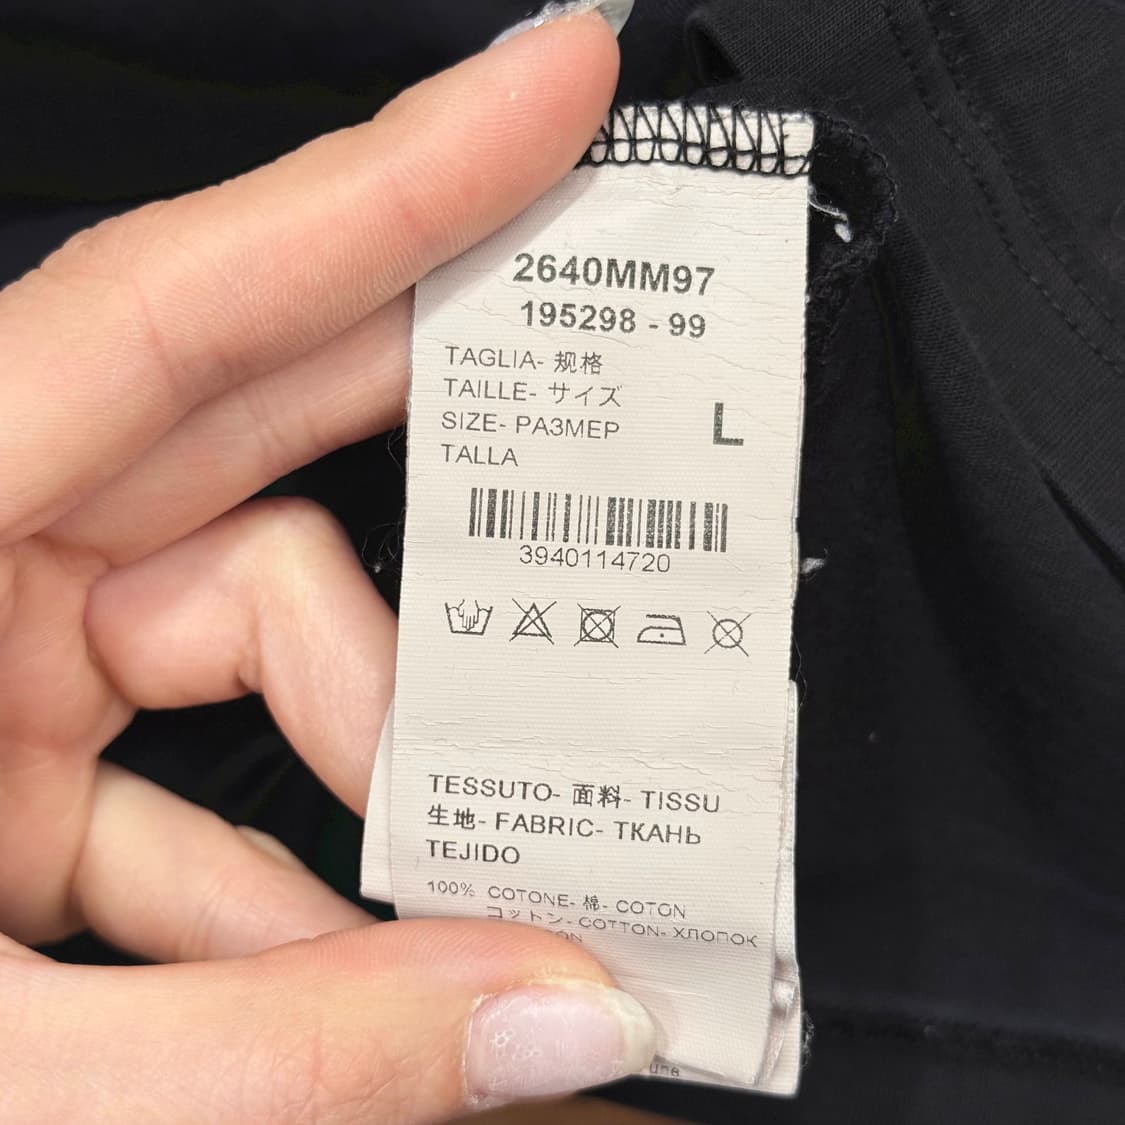 2640MM97
195298 - 99
TAGLIA- 规格
TAILLE- サイズ
SIZE- РАЗМЕР
TALLA
L
3940114720
TESSUTO- 面料- TISSU
生地- FABRIC- ТКАНЬ
TEJIDO
100% COTONE- 棉- COTON
コットン- COTTON- ХЛОПОК